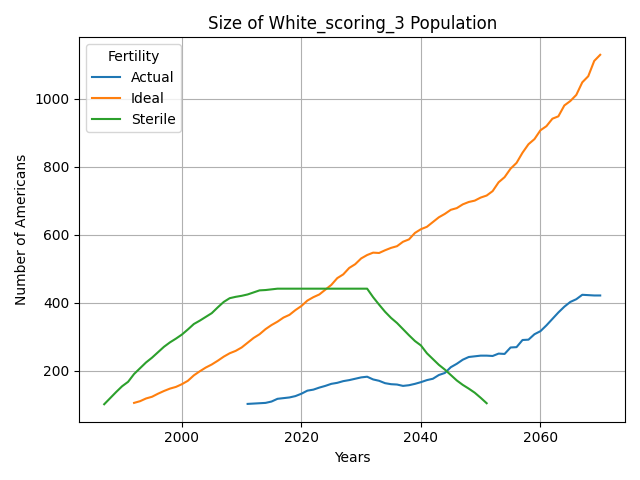 Size of White_scoring_3 Population
Fertility
Actual
Ideal
Sterile
Number of Americans
1000
800
600
400
200
2000
2020
2040
2060
Years